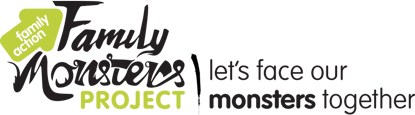 family
action
Family
Monsters
PROJECT
let's face our
monsters together